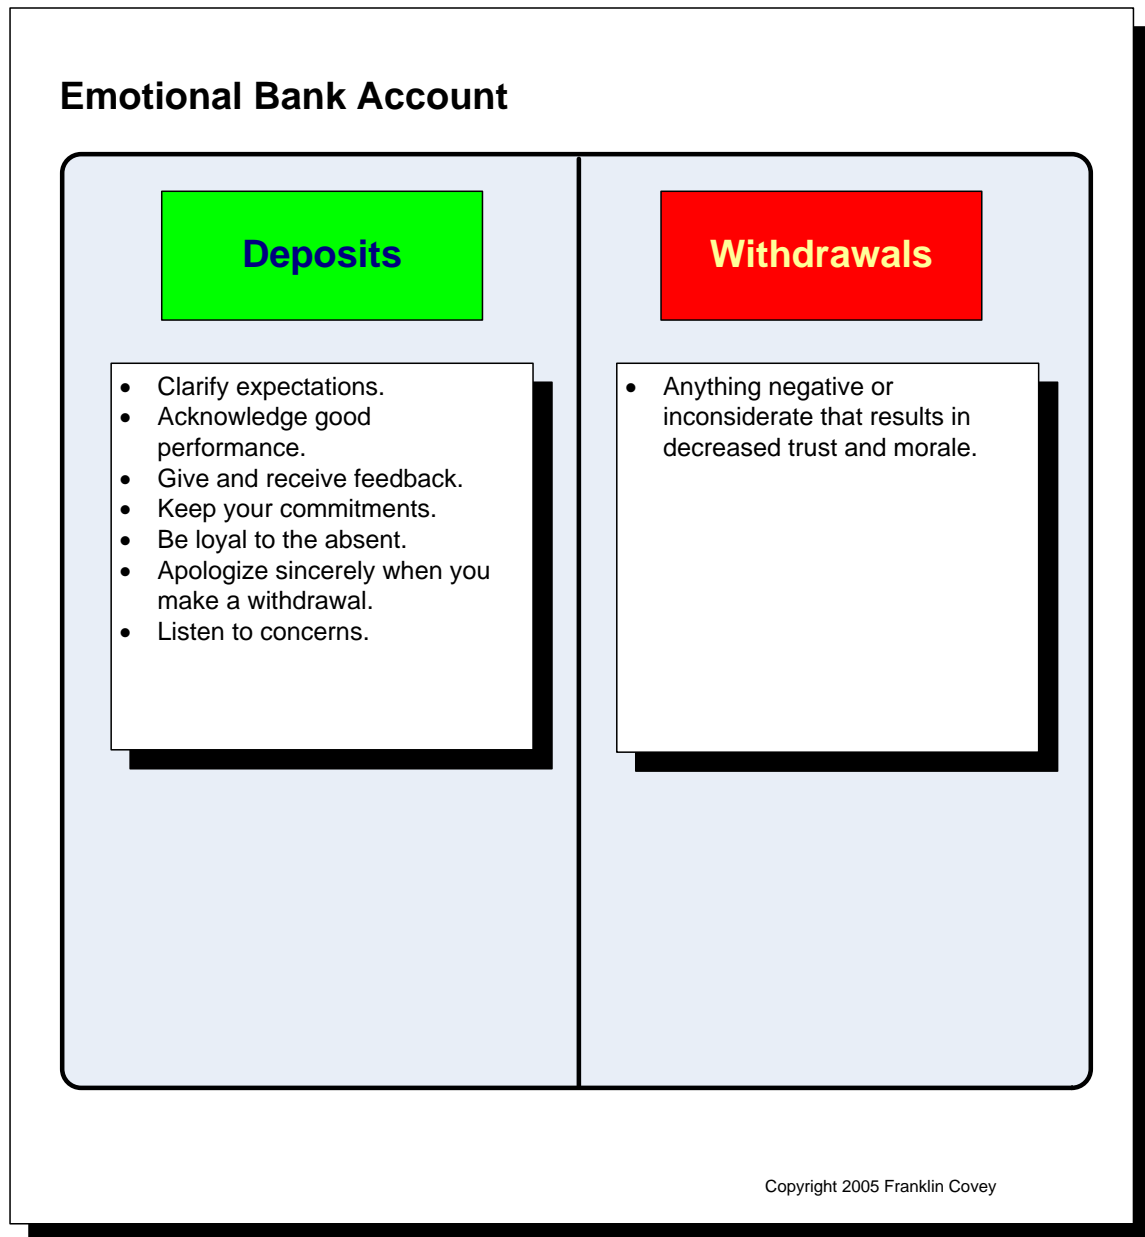 Emotional Bank Account
Deposits
Withdrawals
• Clarify expectations.
• Acknowledge good
performance.
• Give and receive feedback.
• Keep your commitments.
• Be loyal to the absent.
• Apologize sincerely when you
make a withdrawal.
• Listen to concerns.
• Anything negative or
inconsiderate that results in
decreased trust and morale.
Copyright 2005 Franklin Covey